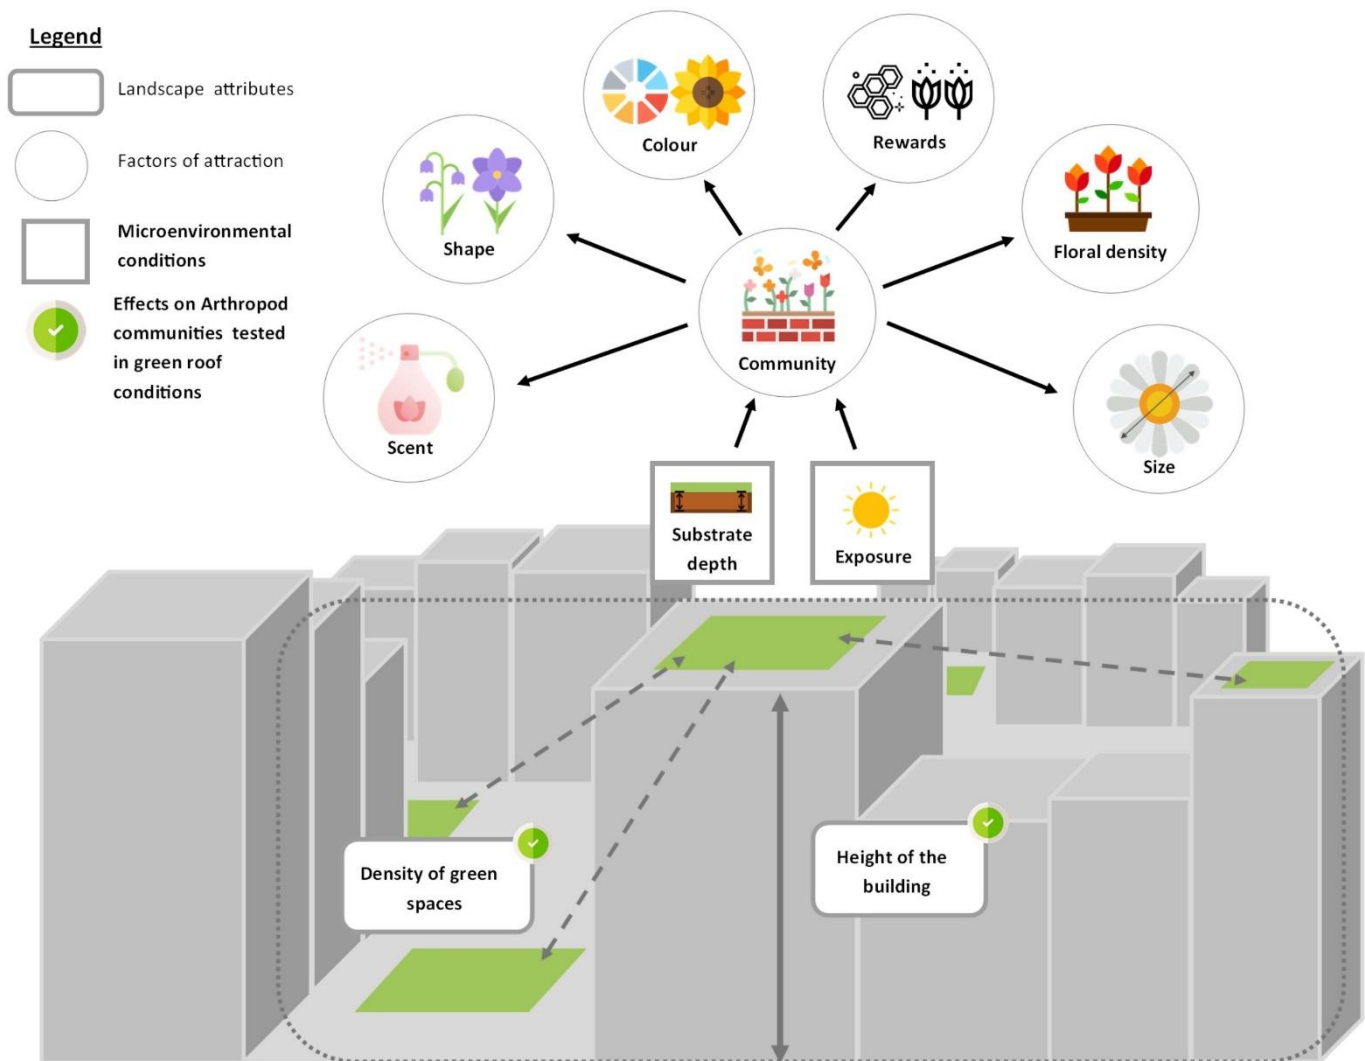 Legend
Landscape attributes
Factors of attraction
Microenvironmental
conditions
Effects on Arthropod
communities tested
in green roof
conditions
Colour
Rewards
Shape
Floral density
Community
Scent
Size
Substrate
depth
Exposure
Density of green
spaces
Height of the
building